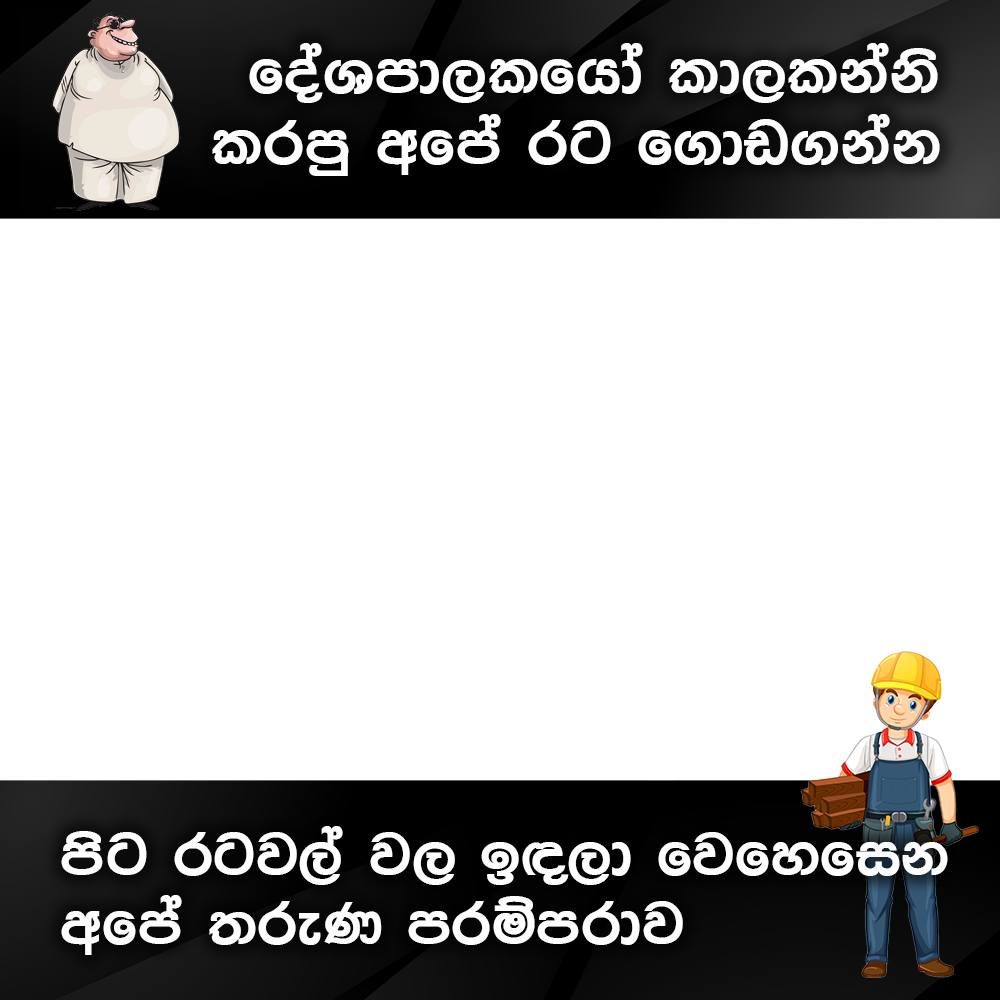 දේශපාලකයෝ කාලකන්නි
කරපු අපේ රට ගොඩගන්න
පිට රටවල් වල ඉඳලා වෙහෙසෙන
අපේ තරුණ පරම්පරාව